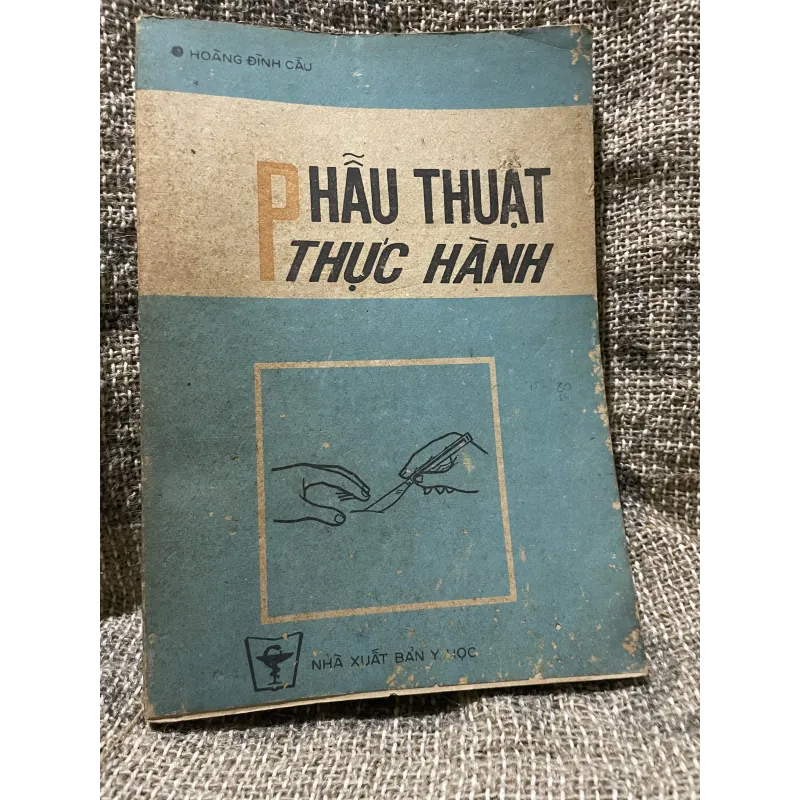 HOÀNG ĐÌNH CẦU
PHẪU THUẬT
THỰC HÀNH
NHÀ XUẤT BẢN Y HỌC